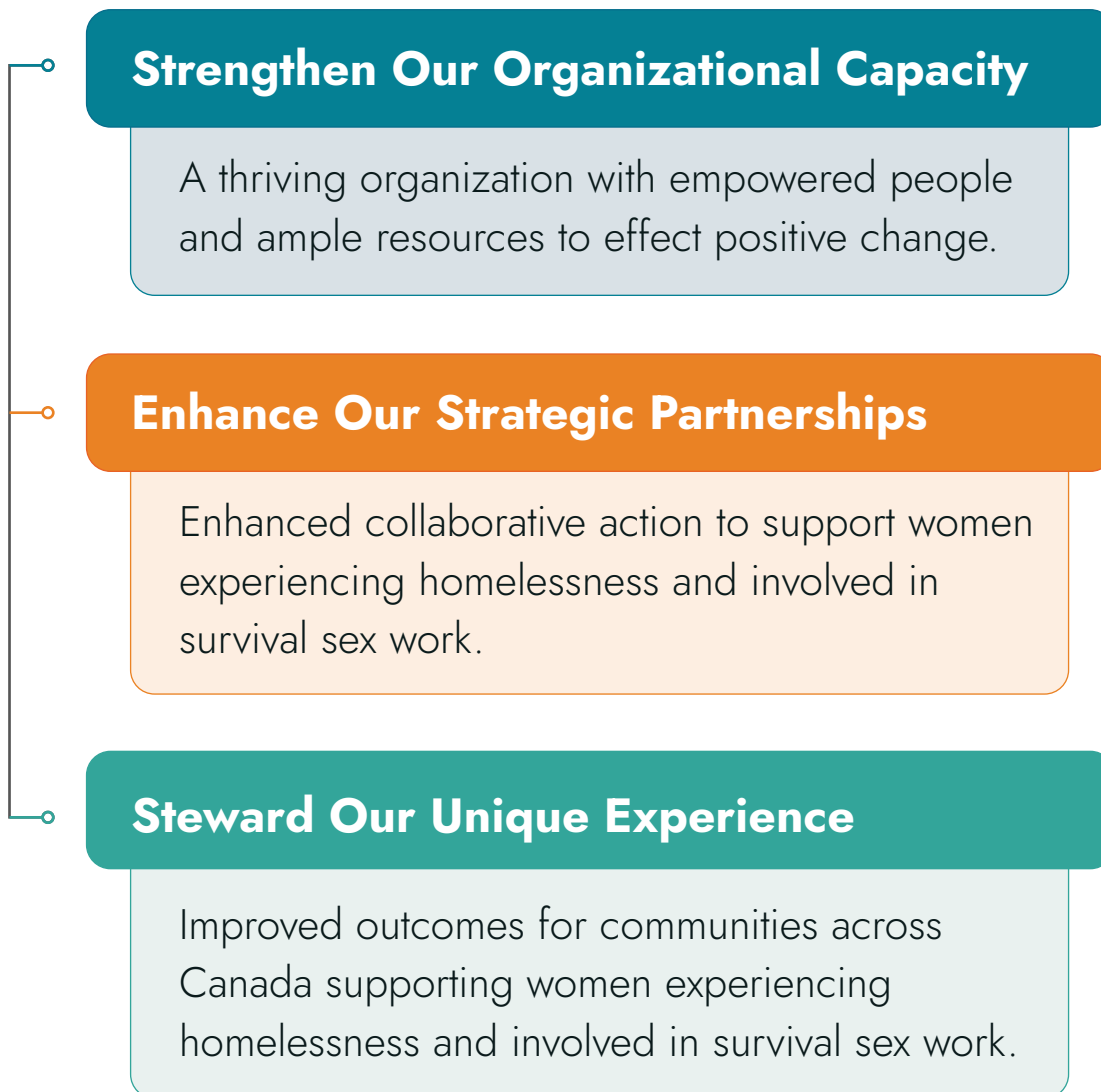 Strengthen Our Organizational Capacity
A thriving organization with empowered people
and ample resources to effect positive change.
Enhance Our Strategic Partnerships
Enhanced collaborative action to support women
experiencing homelessness and involved in
survival sex work.
Steward Our Unique Experience
Improved outcomes for communities across
Canada supporting women experiencing
homelessness and involved in survival sex work.